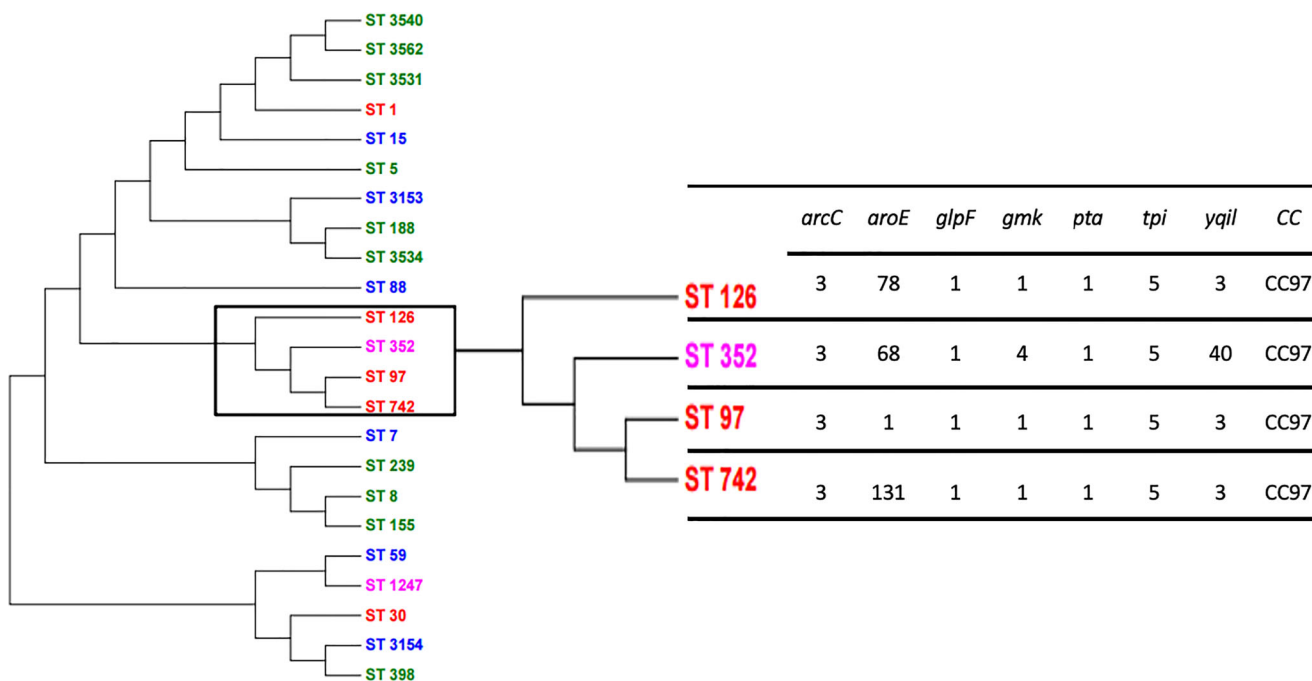 ST 3540
ST 3562
ST 3531
ST 1
ST 15
ST 5
ST 3153
ST 188
ST 3534
ST 88
ST 126
ST 352
ST 97
ST 742
ST 7
ST 239
ST 8
ST 155
ST 59
ST 1247
ST 30
ST 3154
ST 398
arcC aroE glpF gmk pta tpi yqil CC
ST 126 3 78 1 1 1 5 3 CC97
ST 352 3 68 1 4 1 5 40 CC97
ST 97 3 1 1 1 1 5 3 CC97
ST 742 3 131 1 1 1 5 3 CC97